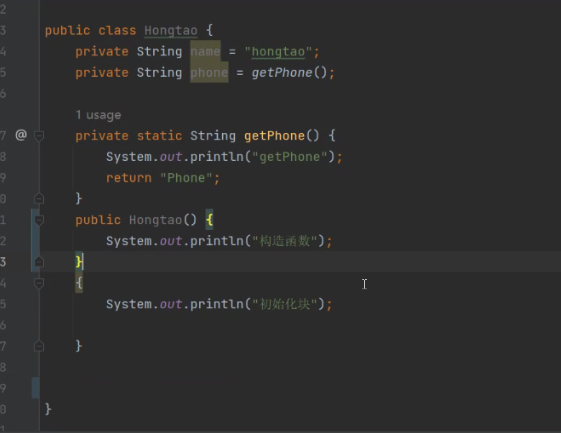 2
3 public class Hongtao {
4 private String name = "hongtao";
5 private String phone = getPhone();
6
1 usage
7 @ private static String getPhone() {
8 System.out.println("getPhone");
9 return "Phone";
0 }
1 public Hongtao() {
2 System.out.println("构造函数");
3 }
4 {
5 System.out.println("初始化块");
6
7 }
8
9
0 }